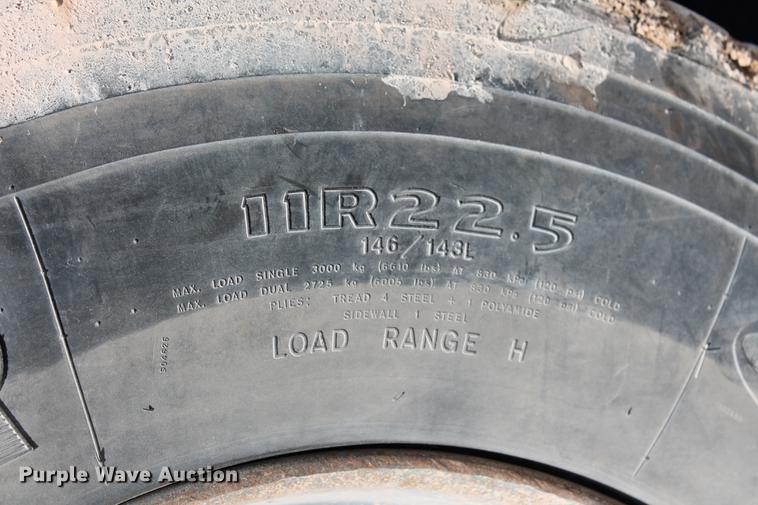 11R22.5
146/143L
MAX. LOAD SINGLE 3000 kg (6610 lbs) AT 830 kPa (120 psi) COLD
MAX. LOAD DUAL 2725 kg (6005 lbs) AT 830 kPa (120 psi) COLD
PLIES: TREAD 4 STEEL + 1 POLYAMIDE
SIDEWALL 1 STEEL
LOAD RANGE H
594626
Purple Wave Auction